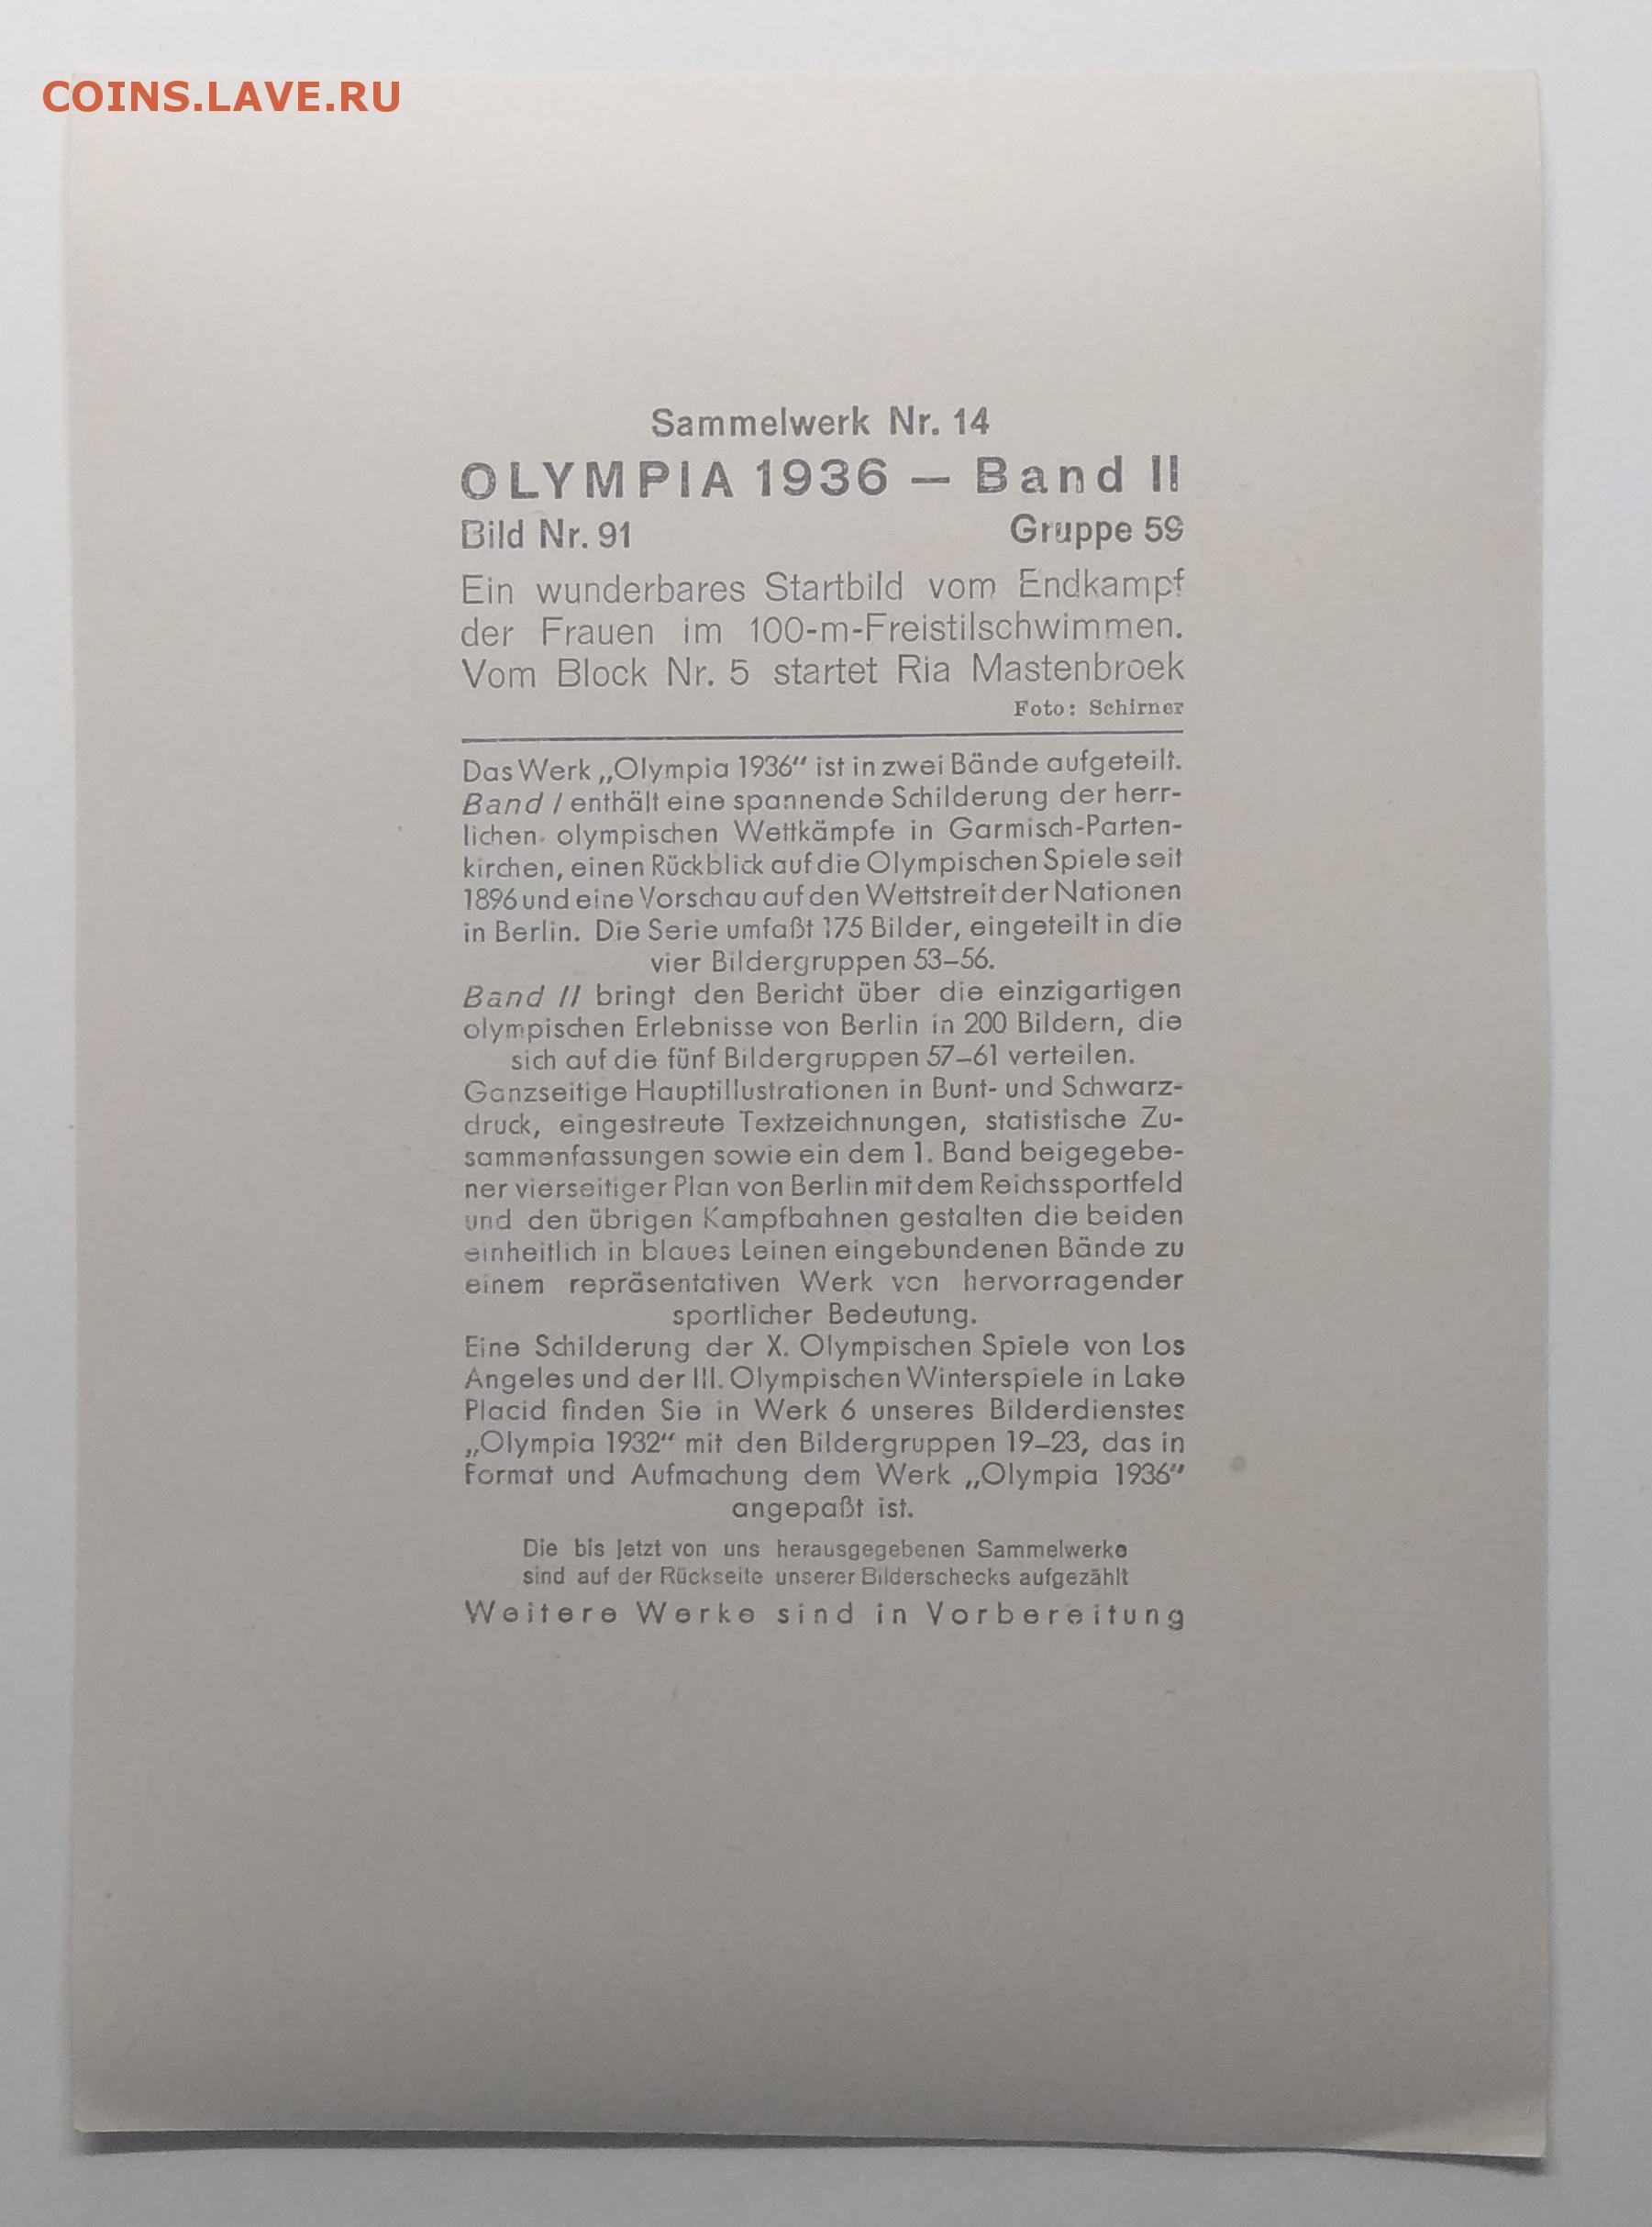 COINS.LAVE.RU
Sammelwerk Nr. 14
OLYMPIA 1936 — Band II
Bild Nr. 91 Gruppe 59
Ein wunderbares Startbild vom Endkampf
der Frauen im 100-m-Freistilschwimmen.
Vom Block Nr. 5 startet Ria Mastenbroek
Foto: Schirner
Das Werk „Olympia 1936“ ist in zwei Bände aufgeteilt.
Band I enthält eine spannende Schilderung der herr-
lichen olympischen Wettkämpfe in Garmisch-Parten-
kirchen, einen Rückblick auf die Olympischen Spiele seit
1896 und eine Vorschau auf den Wettstreit der Nationen
in Berlin. Die Serie umfaßt 175 Bilder, eingeteilt in die
vier Bildergruppen 53–56.
Band II bringt den Bericht über die einzigartigen
olympischen Erlebnisse von Berlin in 200 Bildern, die
sich auf die fünf Bildergruppen 57–61 verteilen.
Ganzseitige Hauptillustrationen in Bunt- und Schwarz-
druck, eingestreute Textzeichnungen, statistische Zu-
sammenfassungen sowie ein dem 1. Band beigegebe-
ner vierseitiger Plan von Berlin mit dem Reichssportfeld
und den übrigen Kampfbahnen gestalten die beiden
einheitlich in blaues Leinen eingebundenen Bände zu
einem repräsentativen Werk von hervorragender
sportlicher Bedeutung.
Eine Schilderung der X. Olympischen Spiele von Los
Angeles und der III. Olympischen Winterspiele in Lake
Placid finden Sie in Werk 6 unseres Bilderdienstes
„Olympia 1932“ mit den Bildergruppen 19–23, das in
Format und Aufmachung dem Werk „Olympia 1936“
angepaßt ist.
Die bis jetzt von uns herausgegebenen Sammelwerke
sind auf der Rückseite unserer Bilderschecks aufgezählt
Weitere Werke sind in Vorbereitung